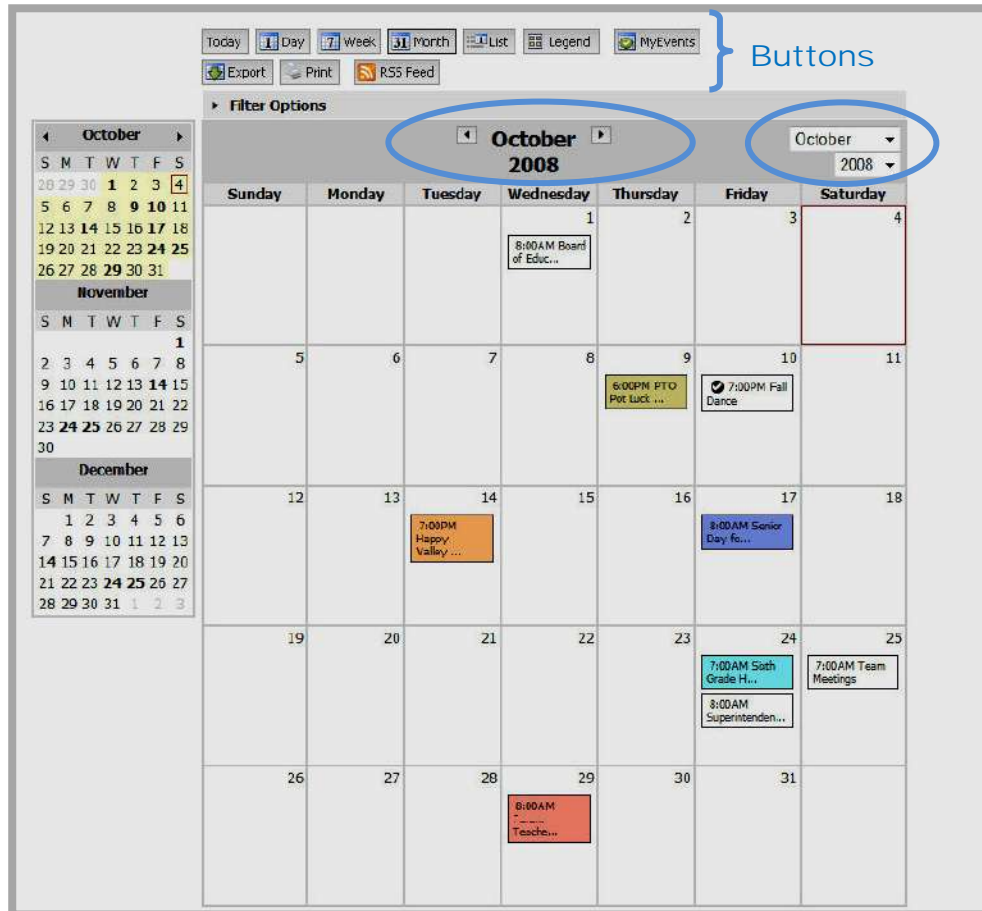 Today 1 Day 7 Week 31 Month List Legend MyEvents
Export Print RSS Feed
Buttons
Filter Options
October
S M T W T F S
28 29 30 1 2 3 4
5 6 7 8 9 10 11
12 13 14 15 16 17 18
19 20 21 22 23 24 25
26 27 28 29 30 31
November
S M T W T F S
1
2 3 4 5 6 7 8
9 10 11 12 13 14 15
16 17 18 19 20 21 22
23 24 25 26 27 28 29
30
December
S M T W T F S
1 2 3 4 5 6
7 8 9 10 11 12 13
14 15 16 17 18 19 20
21 22 23 24 25 26 27
28 29 30 31 1 2 3
October
2008
October
2008
Sunday Monday Tuesday Wednesday Thursday Friday Saturday
1 2 3 4
8:00AM Board
of Educ...
5 6 7 8 9 10 11
6:00PM PTO
Pot Luck ...
7:00PM Fall
Dance
12 13 14 15 16 17 18
7:00PM
Happy
Valley ...
8:00AM Senior
Day fo...
19 20 21 22 23 24 25
7:00AM Sixth
Grade H...
8:00AM
Superintenden...
7:00AM Team
Meetings
26 27 28 29 30 31
8:00AM
Teache...